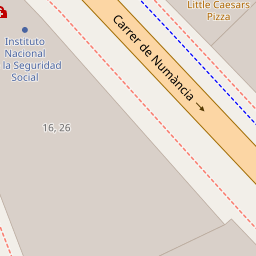 Little Caesars
Pizza
Carrer de Numància
Instituto
Nacional
la Seguridad
Social
16, 26